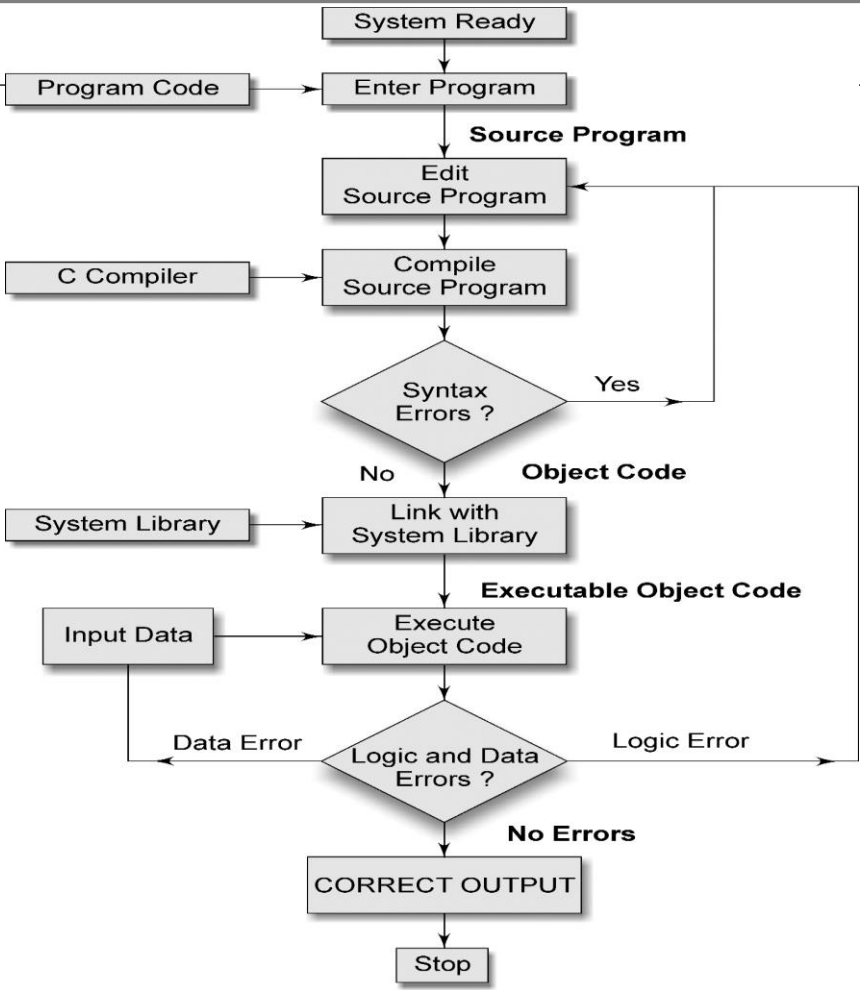 System Ready
Program Code
Enter Program
Source Program
Edit
Source Program
C Compiler
Compile
Source Program
Syntax
Errors ?
Yes
No
Object Code
System Library
Link with
System Library
Executable Object Code
Input Data
Execute
Object Code
Data Error
Logic and Data
Errors ?
Logic Error
No Errors
CORRECT OUTPUT
Stop